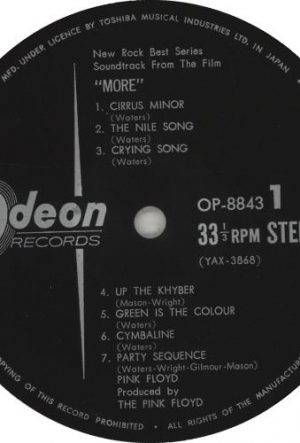 MFD. UNDER LICENCE BY TOSHIBA MUSICAL INDUSTRIES LTD. IN JAPAN
New Rock Best Series
Soundtrack From The Film
"MORE"
1. CIRRUS MINOR
(Waters)
2. THE NILE SONG
(Waters)
3. CRYING SONG
(Waters)
Odeon
RECORDS
OP-8843 1
33 1/3 RPM STE
(YAX-3868)
4. UP THE KHYBER
(Mason-Wright)
5. GREEN IS THE COLOUR
(Waters)
6. CYMBALINE
(Waters)
7. PARTY SEQUENCE
(Waters-Wright-Gilmour-Mason)
PINK FLOYD
Produced by
THE PINK FLOYD
COPYING OF THIS RECORD PROHIBITED • ALL RIGHTS OF THE MANUFACTUR